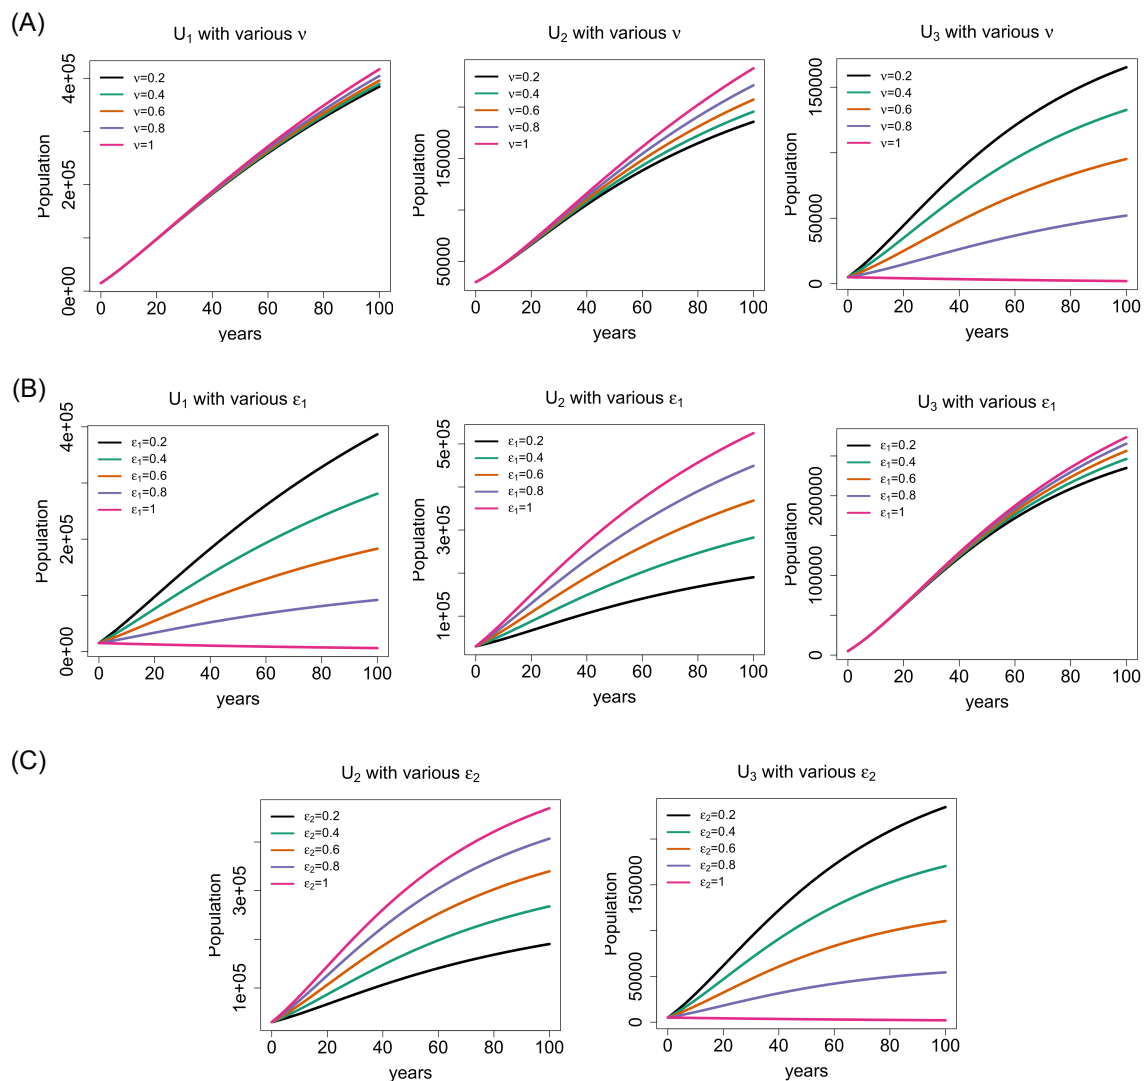 (A)
U1 with various ν
U2 with various ν
U3 with various ν
Population
0e+00
2e+05
4e+05
ν=0.2
ν=0.4
ν=0.6
ν=0.8
ν=1
0 20 40 60 80 100
years
Population
50000
150000
ν=0.2
ν=0.4
ν=0.6
ν=0.8
ν=1
0 20 40 60 80 100
years
Population
0
50000
150000
ν=0.2
ν=0.4
ν=0.6
ν=0.8
ν=1
0 20 40 60 80 100
years
(B)
U1 with various ε1
U2 with various ε1
U3 with various ε1
Population
0e+00
2e+05
4e+05
ε1=0.2
ε1=0.4
ε1=0.6
ε1=0.8
ε1=1
0 20 40 60 80 100
years
Population
1e+05
3e+05
5e+05
ε1=0.2
ε1=0.4
ε1=0.6
ε1=0.8
ε1=1
0 20 40 60 80 100
years
Population
0
100000
200000
ε1=0.2
ε1=0.4
ε1=0.6
ε1=0.8
ε1=1
0 20 40 60 80 100
years
(C)
U2 with various ε2
U3 with various ε2
Population
1e+05
3e+05
ε2=0.2
ε2=0.4
ε2=0.6
ε2=0.8
ε2=1
0 20 40 60 80 100
years
Population
0
50000
150000
ε2=0.2
ε2=0.4
ε2=0.6
ε2=0.8
ε2=1
0 20 40 60 80 100
years